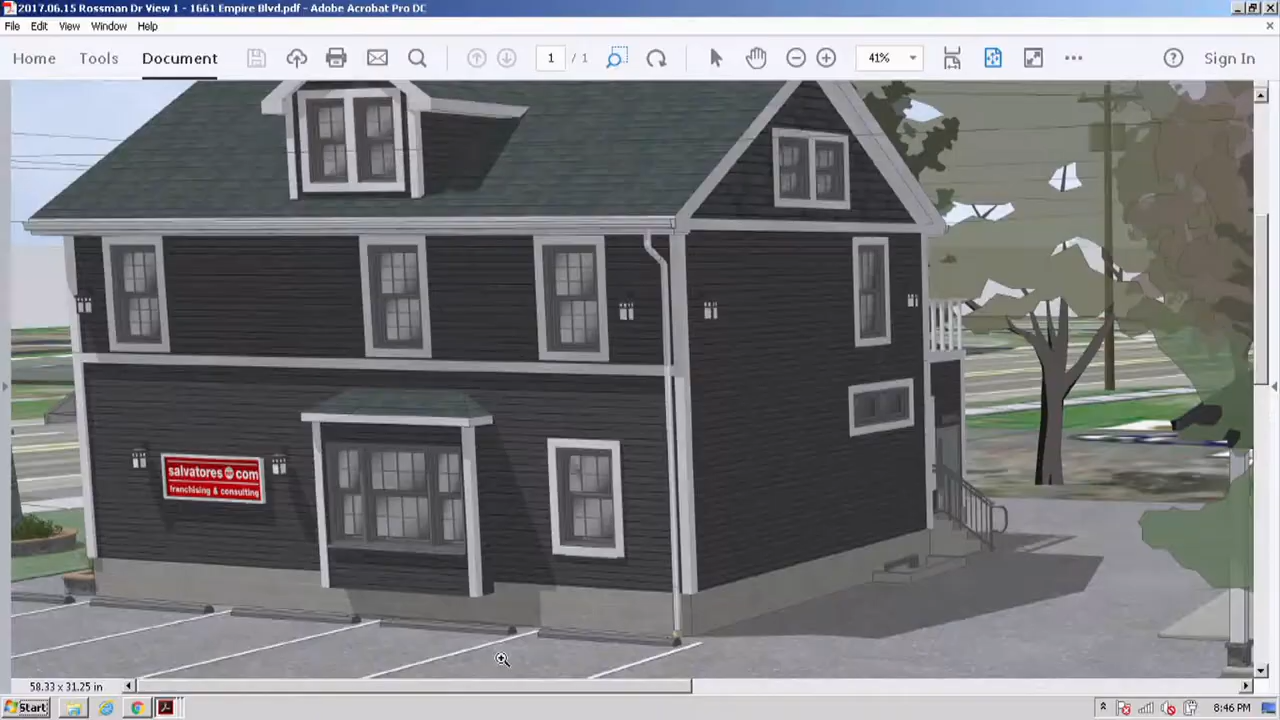 2017.06.15 Rossman Dr View 1 - 1661 Empire Blvd.pdf - Adobe Acrobat Pro DC
File Edit View Window Help
Home Tools Document 1 / 1 41% Sign In
salvatores com
franchising & consulting
58.33 x 31.25 in
Start 8:46 PM